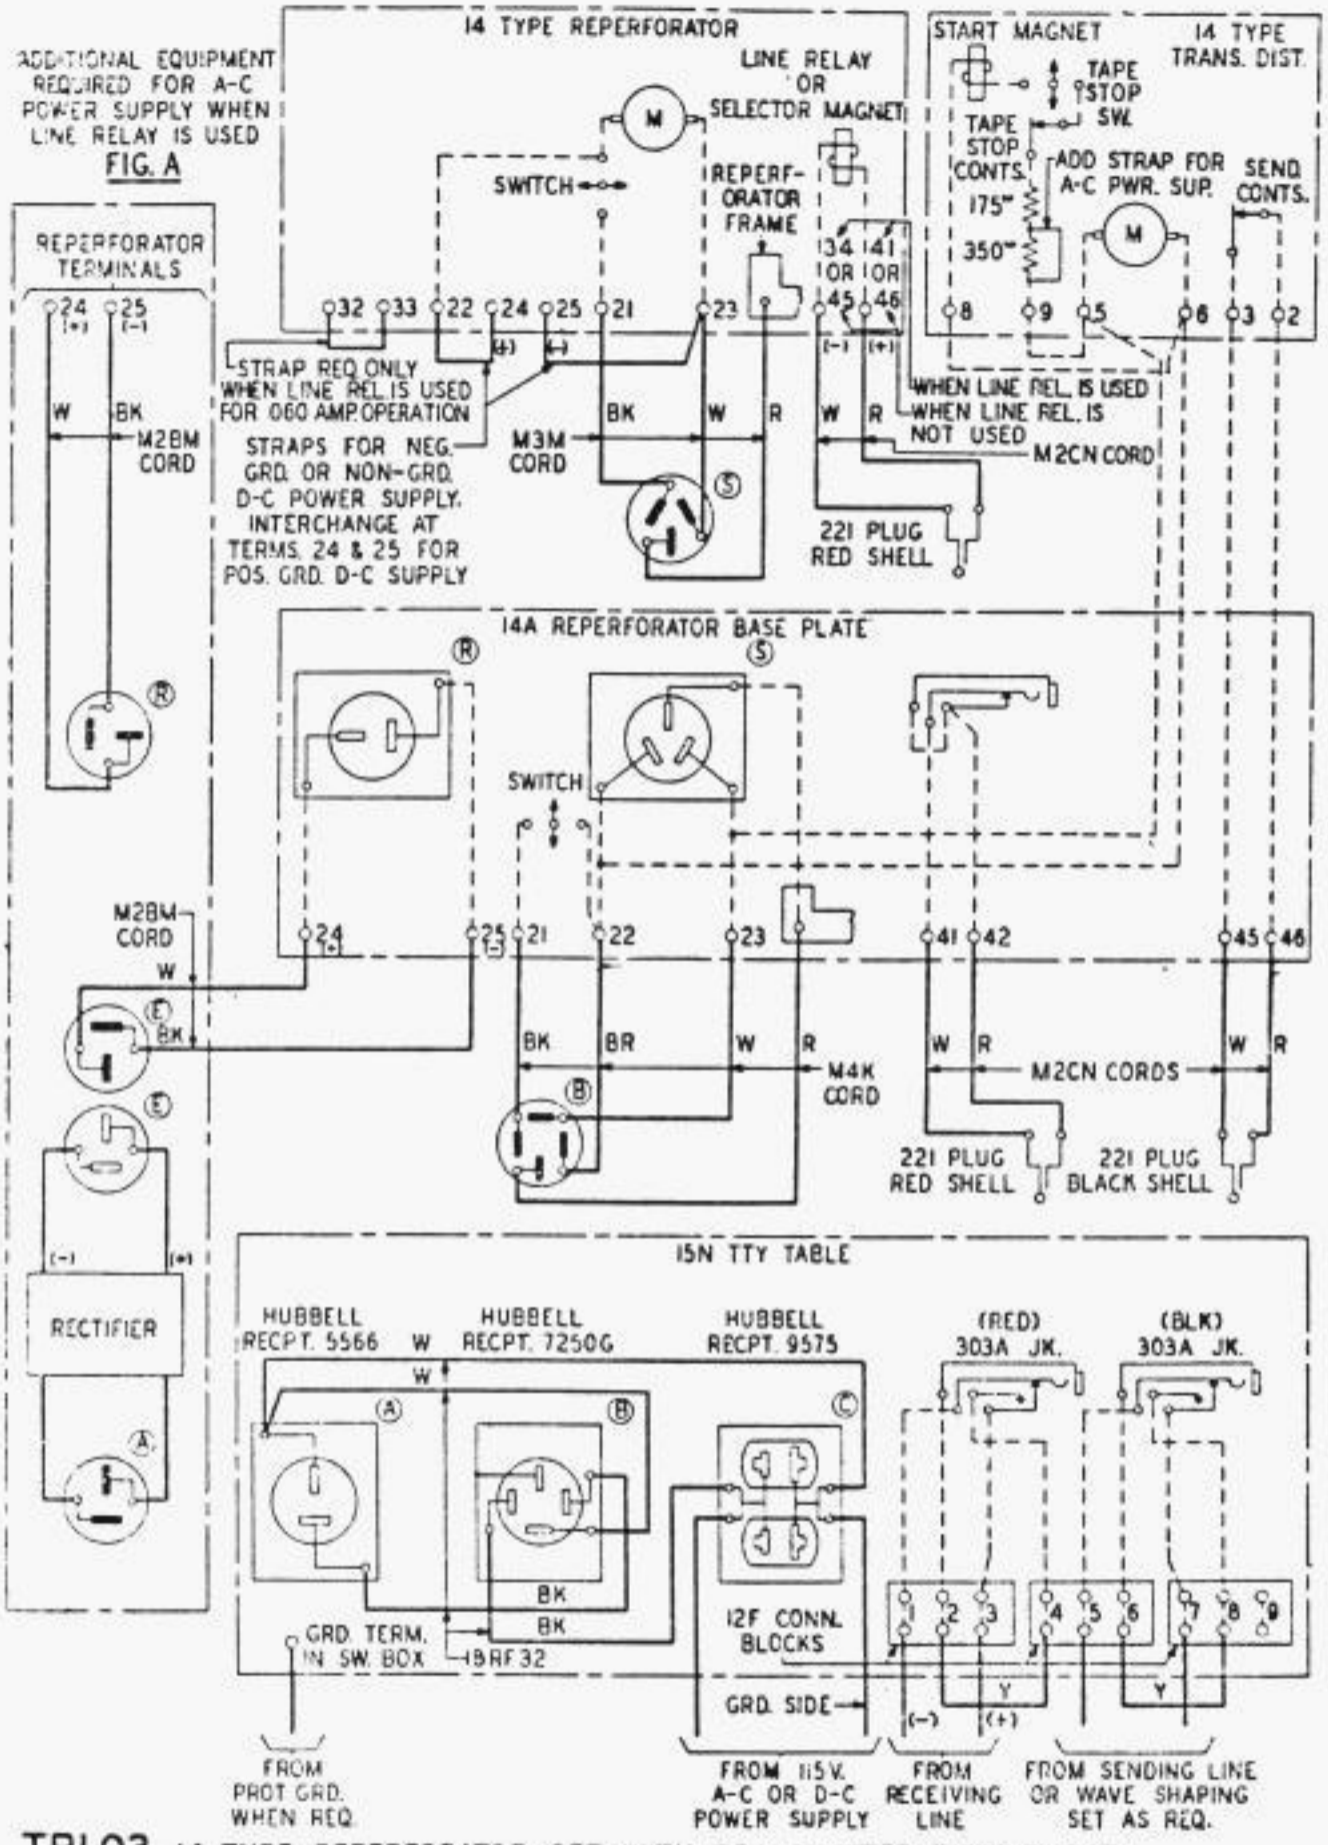 14 TYPE REPERFORATOR
ADDITIONAL EQUIPMENT
REQUIRED FOR A-C
POWER SUPPLY WHEN
LINE RELAY IS USED
FIG. A
LINE RELAY
OR
SELECTOR MAGNET
START MAGNET
14 TYPE
TRANS. DIST.
TAPE
STOP
SW.
TAPE
STOP
CONTS.
ADD STRAP FOR
A-C PWR. SUP.
SEND.
CONTS.
175ω
350ω
M
M
SWITCH
REPERF-
ORATOR
FRAME
34
OR
45
41
OR
46
REPERFORATOR
TERMINALS
24
(+)
25
(-)
32
33
22
24
25
21
23
8
9
5
6
3
2
(+)
(-)
(-)
(+)
STRAP REQ. ONLY
WHEN LINE REL. IS USED
FOR 060 AMP. OPERATION
STRAPS FOR NEG.
GRD. OR NON-GRD.
D-C POWER SUPPLY.
INTERCHANGE AT
TERMS. 24 & 25 FOR
POS. GRD. D-C SUPPLY
W
BK
M2BM
CORD
BK
W
R
M3M
CORD
W
R
WHEN LINE REL. IS USED
WHEN LINE REL. IS
NOT USED
M2CN CORD
S
221 PLUG
RED SHELL
14A REPERFORATOR BASE PLATE
R
S
R
SWITCH
M2BM
CORD
24
(+)
25
(-)
21
22
23
41
42
45
46
W
BK
E
BK
BR
W
R
M4K
CORD
W
R
M2CN CORDS
W
R
B
E
221 PLUG
RED SHELL
221 PLUG
BLACK SHELL
(-)
(+)
RECTIFIER
A
15N TTY TABLE
HUBBELL
RECPT. 5566
W
W
HUBBELL
RECPT. 7250G
HUBBELL
RECPT. 9575
(RED)
303A JK.
(BLK)
303A JK.
A
B
C
BK
BK
GRD. TERM.
IN SW. BOX
18RF32
12F CONN.
BLOCKS
1
2
3
4
5
6
7
8
9
GRD. SIDE
(-)
(+)
Y
Y
FROM
PROT GRD.
WHEN REQ.
FROM 115V.
A-C OR D-C
POWER SUPPLY
FROM
RECEIVING
LINE
FROM SENDING LINE
OR WAVE SHAPING
SET AS REQ.